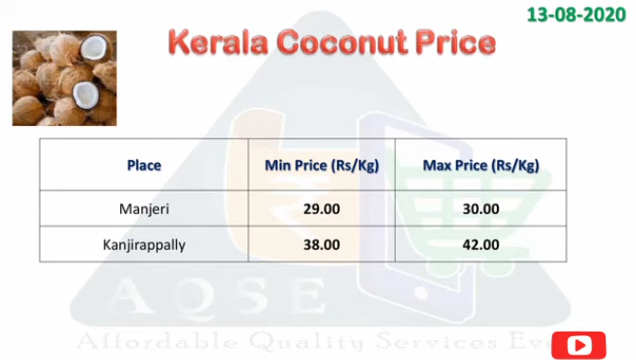 13-08-2020
Kerala Coconut Price
Place Min Price (Rs/Kg) Max Price (Rs/Kg)
Manjeri 29.00 30.00
Kanjirappally 38.00 42.00
AQSE
Affordable Quality Services